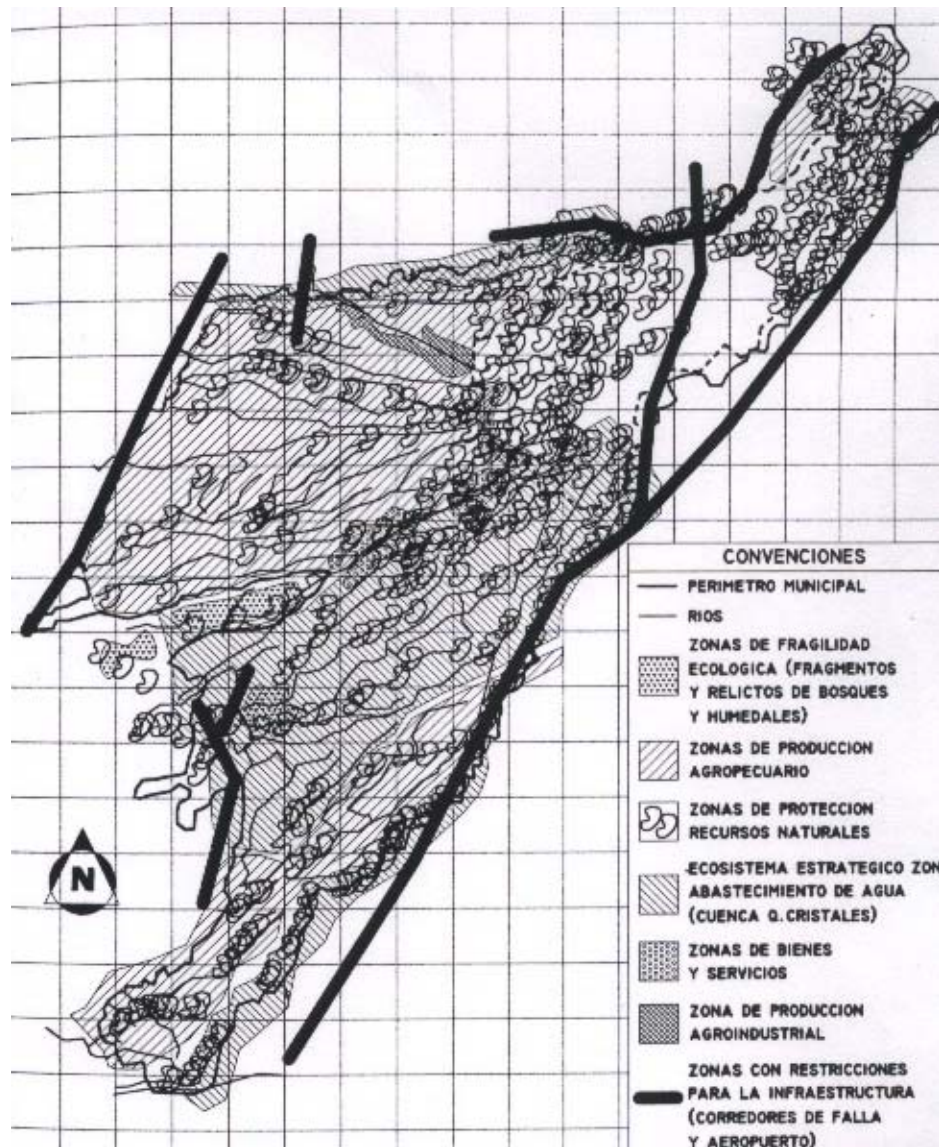 CONVENCIONES
PERIMETRO MUNICIPAL
RIOS
ZONAS DE FRAGILIDAD
ECOLOGICA (FRAGMENTOS
Y RELICTOS DE BOSQUES
Y HUMEDALES)
ZONAS DE PRODUCCION
AGROPECUARIO
ZONAS DE PROTECCION
RECURSOS NATURALES
N
ECOSISTEMA ESTRATEGICO ZON
ABASTECIMIENTO DE AGUA
(CUENCA Q.CRISTALES)
ZONAS DE BIENES
Y SERVICIOS
ZONA DE PRODUCCION
AGROINDUSTRIAL
ZONAS CON RESTRICCIONES
PARA LA INFRAESTRUCTURA
(CORREDORES DE FALLA
Y AEROPUERTO)